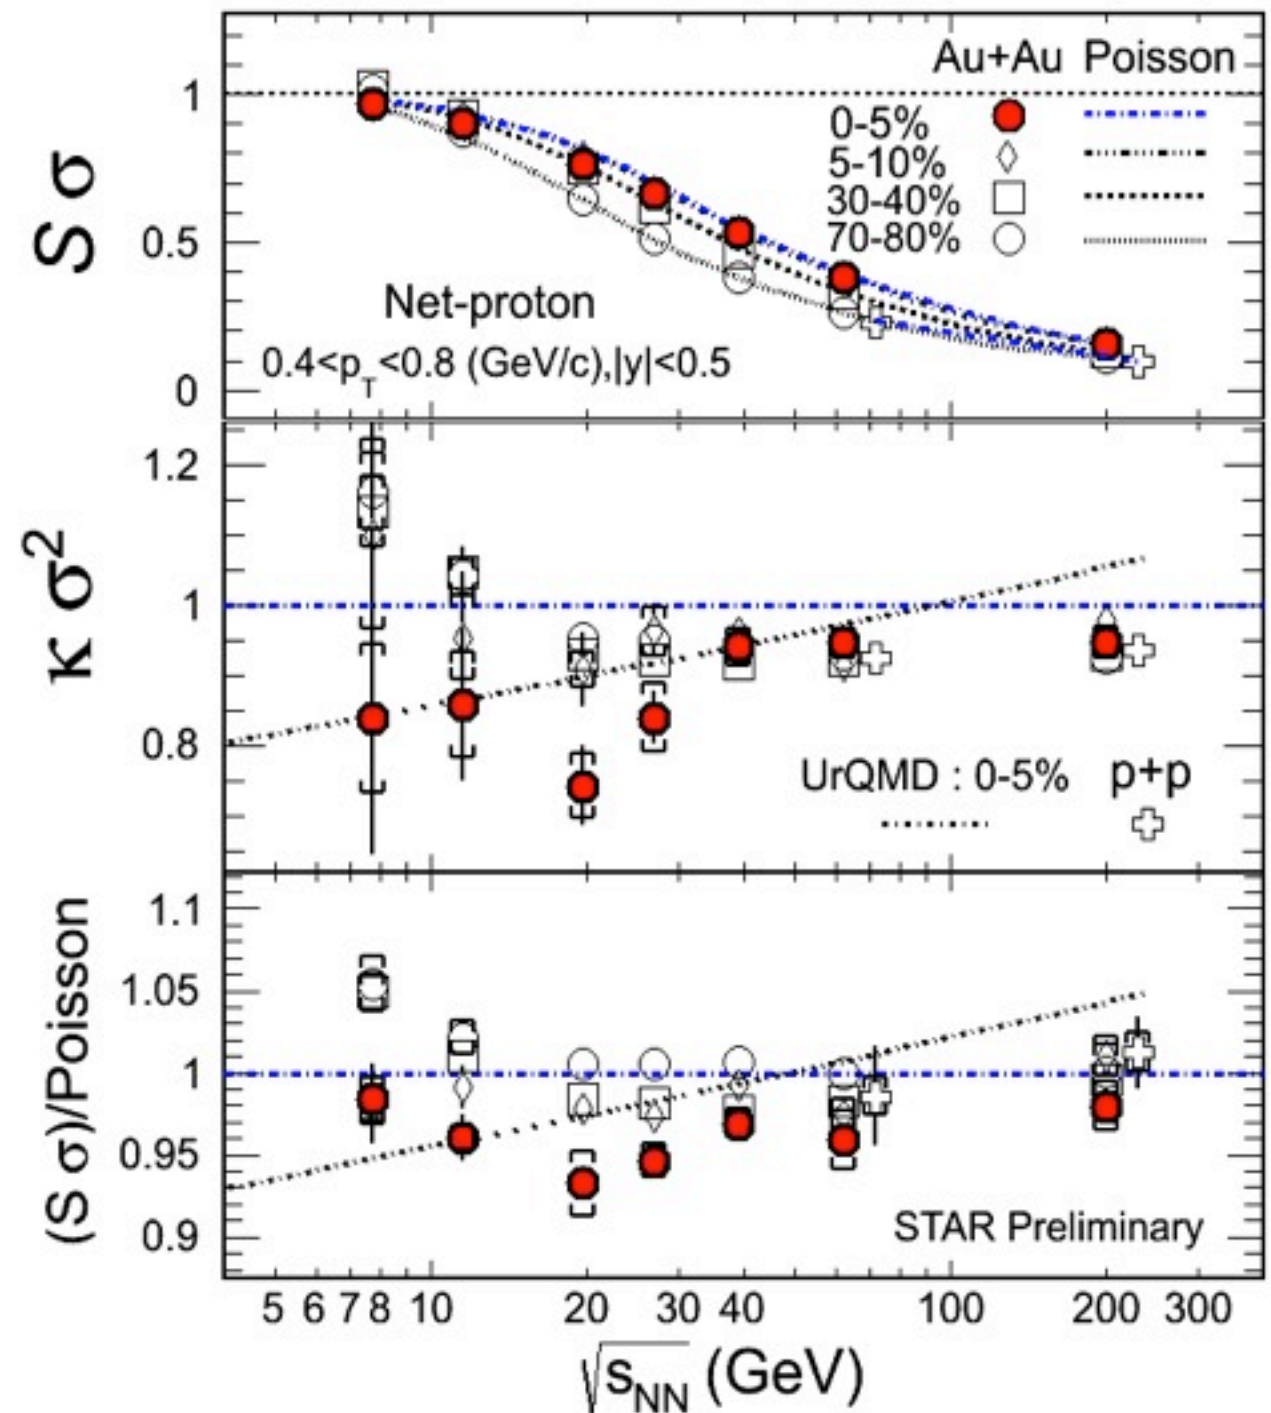 Au+Au Poisson
0-5%
5-10%
30-40%
70-80%
S σ
1
0.5
0
Net-proton
0.4<p_T<0.8 (GeV/c),|y|<0.5
κ σ²
1.2
1
0.8
UrQMD : 0-5% p+p
(S σ)/Poisson
1.1
1.05
1
0.95
0.9
STAR Preliminary
5 6 7 8 10 20 30 40 100 200 300
√s_NN (GeV)